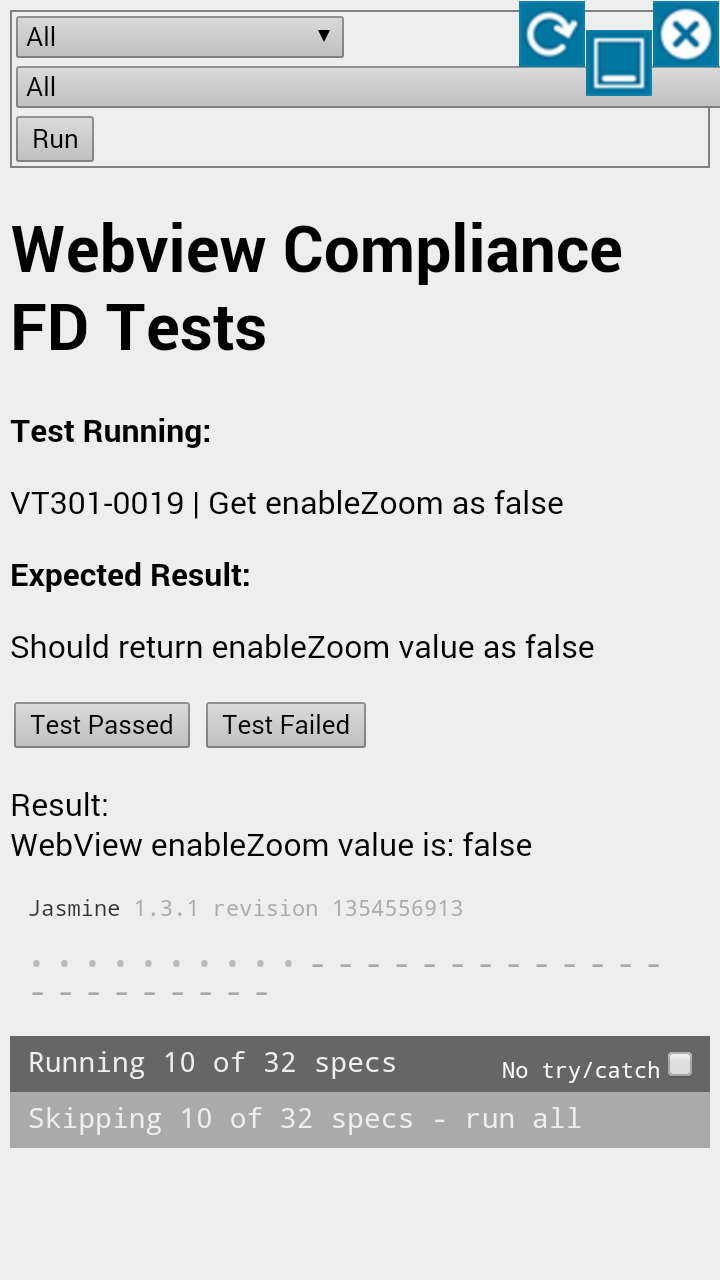 All
All
Run
Webview Compliance
FD Tests
Test Running:
VT301-0019 | Get enableZoom as false
Expected Result:
Should return enableZoom value as false
Test Passed Test Failed
Result:
WebView enableZoom value is: false
Jasmine 1.3.1 revision 1354556913
Running 10 of 32 specs No try/catch
Skipping 10 of 32 specs - run all